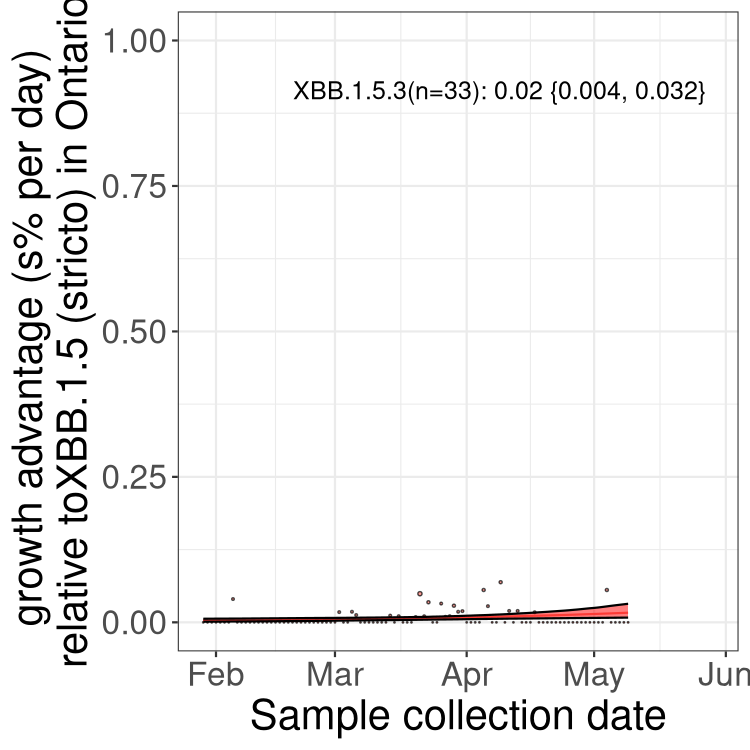 growth advantage (s% per day)
relative toXBB.1.5 (stricto) in Ontario
1.00
0.75
0.50
0.25
0.00
XBB.1.5.3(n=33): 0.02 {0.004, 0.032}
Feb Mar Apr May Jun
Sample collection date